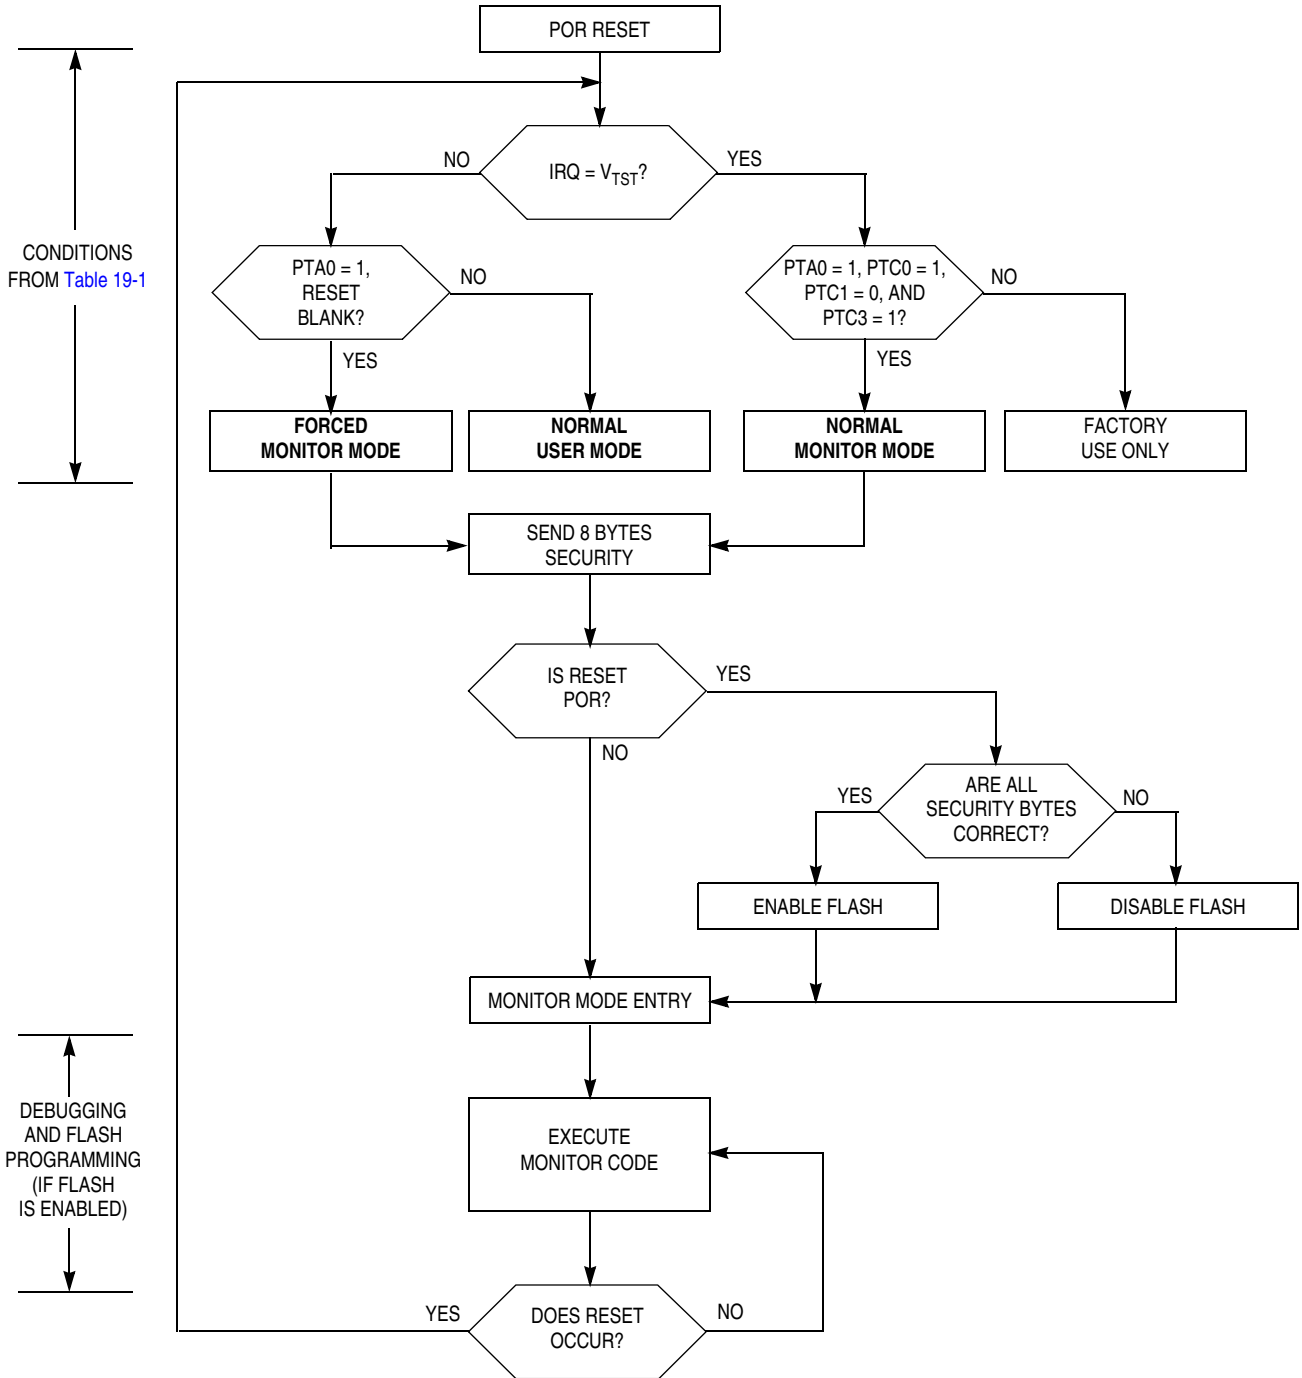 POR RESET
NO
IRQ = VTST?
YES
CONDITIONS
FROM Table 19-1
PTA0 = 1,
RESET
BLANK?
NO
YES
PTA0 = 1, PTC0 = 1,
PTC1 = 0, AND
PTC3 = 1?
NO
YES
FORCED
MONITOR MODE
NORMAL
USER MODE
NORMAL
MONITOR MODE
FACTORY
USE ONLY
SEND 8 BYTES
SECURITY
IS RESET
POR?
YES
NO
YES
ARE ALL
SECURITY BYTES
CORRECT?
NO
ENABLE FLASH
DISABLE FLASH
MONITOR MODE ENTRY
DEBUGGING
AND FLASH
PROGRAMMING
(IF FLASH
IS ENABLED)
EXECUTE
MONITOR CODE
YES
DOES RESET
OCCUR?
NO